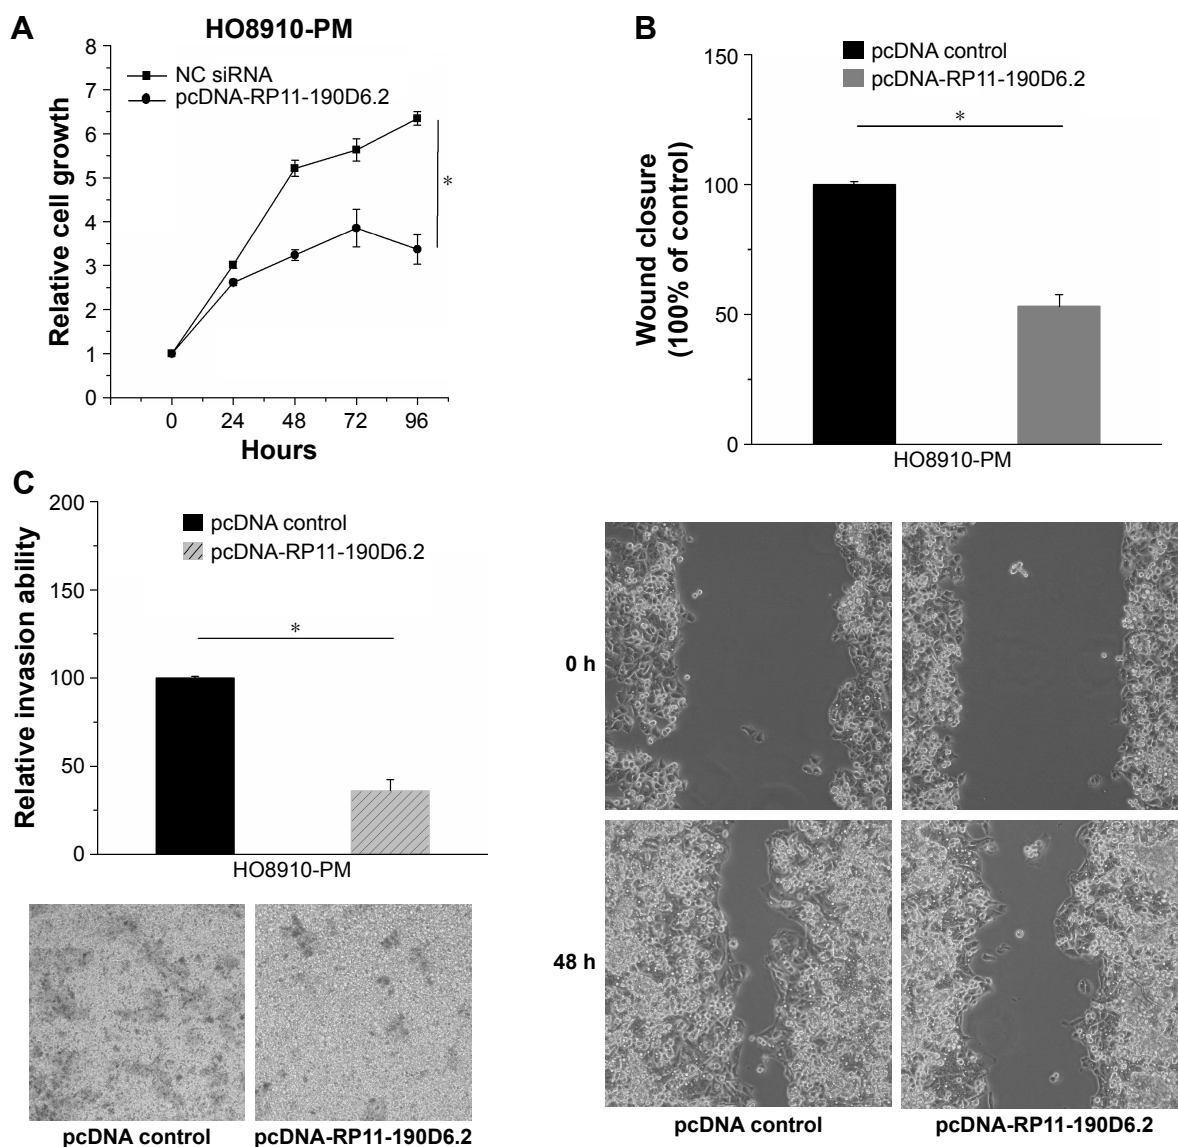 A
HO8910-PM
8
7
6
5
4
3
2
1
0
Relative cell growth
NC siRNA
pcDNA-RP11-190D6.2
*
0 24 48 72 96
Hours
B
150
100
50
0
Wound closure
(100% of control)
pcDNA control
pcDNA-RP11-190D6.2
*
HO8910-PM
C
200
150
100
50
0
Relative invasion ability
pcDNA control
pcDNA-RP11-190D6.2
*
HO8910-PM
pcDNA control pcDNA-RP11-190D6.2
0 h
48 h
pcDNA control pcDNA-RP11-190D6.2